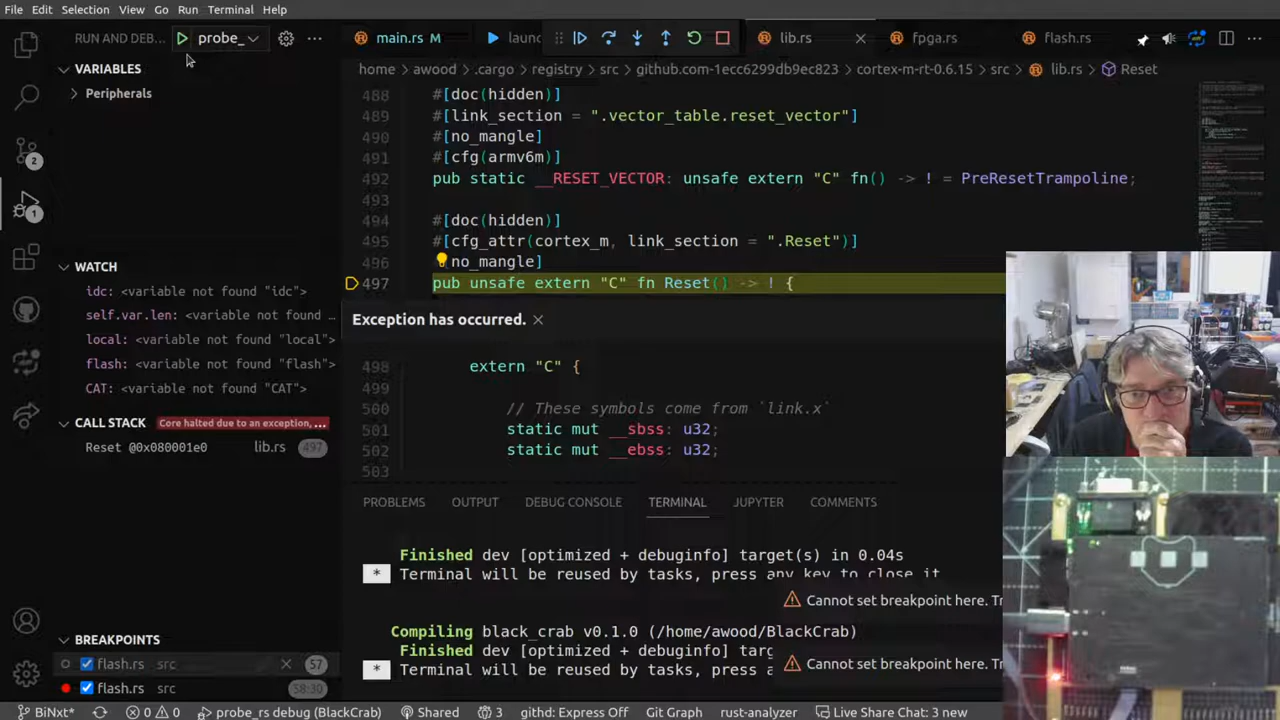 File Edit Selection View Go Run Terminal Help
RUN AND DEB... probe_
main.rs M launc lib.rs fpga.rs flash.rs
home awood .cargo registry src github.com-1ecc6299db9ec823 cortex-m-rt-0.6.15 src lib.rs Reset
VARIABLES
Peripherals
WATCH
idc: <variable not found "idc">
self.var.len: <variable not found ...
local: <variable not found "local">
flash: <variable not found "flash">
CAT: <variable not found "CAT">
CALL STACK Core halted due to an exception, ...
Reset @0x080001e0 lib.rs 497
BREAKPOINTS
flash.rs src 57
flash.rs src 58:30
488 #[doc(hidden)]
489 #[link_section = ".vector_table.reset_vector"]
490 #[no_mangle]
491 #[cfg(armv6m)]
492 pub static __RESET_VECTOR: unsafe extern "C" fn() -> ! = PreResetTrampoline;
493
494 #[doc(hidden)]
495 #[cfg_attr(cortex_m, link_section = ".Reset")]
496 no_mangle]
497 pub unsafe extern "C" fn Reset() -> ! {
Exception has occurred.
498 extern "C" {
499
500 // These symbols come from `link.x`
501 static mut __sbss: u32;
502 static mut __ebss: u32;
503
PROBLEMS OUTPUT DEBUG CONSOLE TERMINAL JUPYTER COMMENTS
Finished dev [optimized + debuginfo] target(s) in 0.04s
* Terminal will be reused by tasks, press any key to close it
Cannot set breakpoint here. Tr
Compiling black_crab v0.1.0 (/home/awood/BlackCrab)
Finished dev [optimized + debuginfo] targ
* Terminal will be reused by tasks, press a
Cannot set breakpoint here. Tr
2
1
BiNxt* 0 0 probe_rs debug (BlackCrab) Shared 3 githd: Express Off Git Graph rust-analyzer Live Share Chat: 3 new